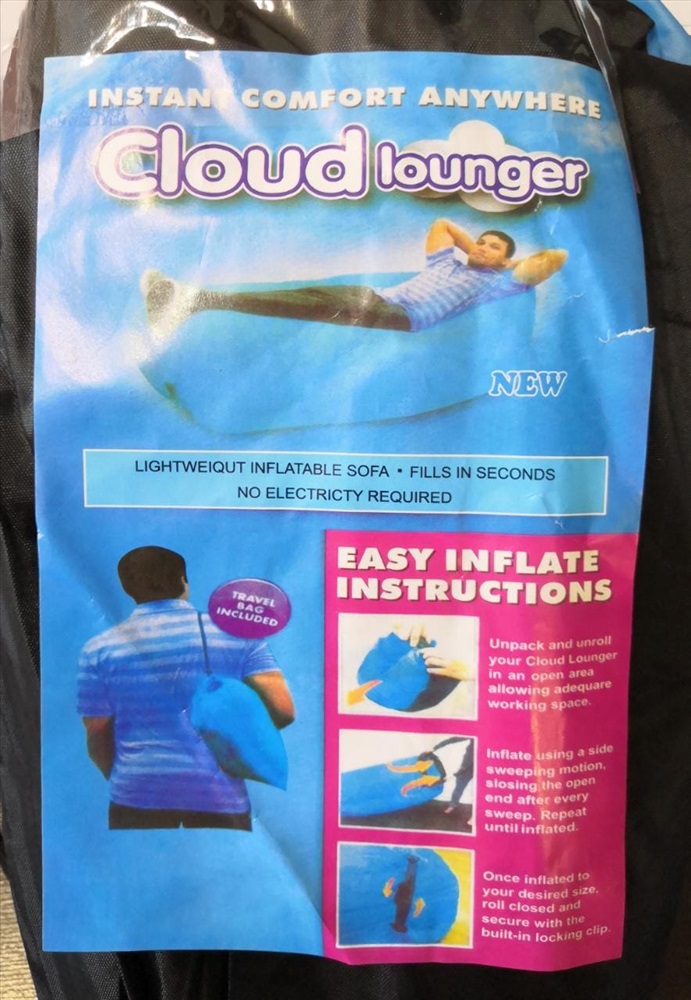 INSTANT COMFORT ANYWHERE
Cloud lounger
NEW
LIGHTWEIQUT INFLATABLE SOFA • FILLS IN SECONDS
NO ELECTRICTY REQUIRED
TRAVEL
BAG
INCLUDED
EASY INFLATE
INSTRUCTIONS
Unpack and unroll
your Cloud Lounger
in an open area
allowing adequare
working space.
Inflate using a side
sweeping motion,
slosing the open
end after every
sweep. Repeat
until inflated.
Once inflated to
your desired size,
roll closed and
secure with the
built-in locking clip.